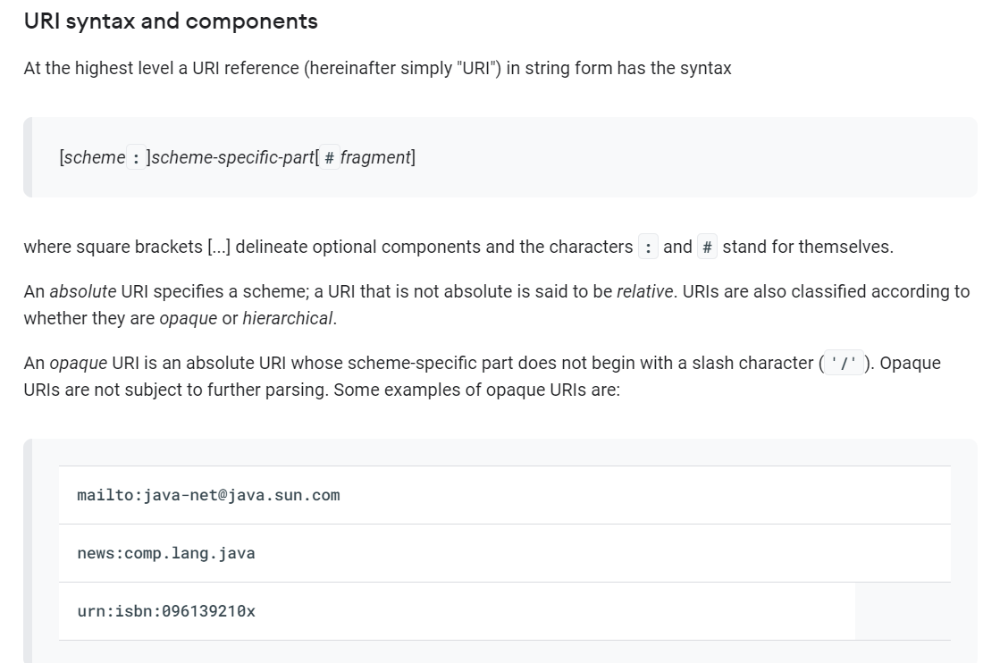 URI syntax and components
At the highest level a URI reference (hereinafter simply "URI") in string form has the syntax
[scheme:]scheme-specific-part[#fragment]
where square brackets [...] delineate optional components and the characters : and # stand for themselves.
An absolute URI specifies a scheme; a URI that is not absolute is said to be relative. URIs are also classified according to
whether they are opaque or hierarchical.
An opaque URI is an absolute URI whose scheme-specific part does not begin with a slash character ( '/' ). Opaque
URIs are not subject to further parsing. Some examples of opaque URIs are:
mailto:java-net@java.sun.com
news:comp.lang.java
urn:isbn:096139210x